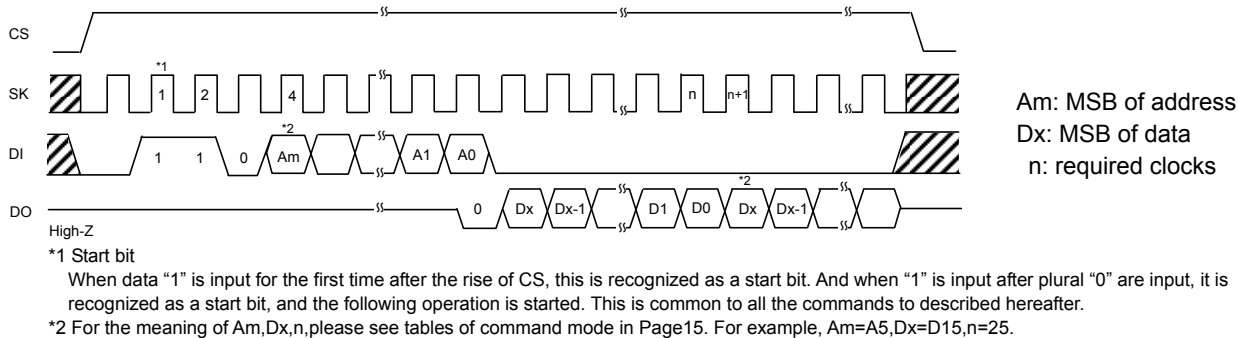 CS
*1
SK 1 2 4 n n+1
*2
DI 1 1 0 Am A1 A0
*2
DO 0 Dx Dx-1 D1 D0 Dx Dx-1
High-Z
Am: MSB of address
Dx: MSB of data
n: required clocks
*1 Start bit
When data “1” is input for the first time after the rise of CS, this is recognized as a start bit. And when “1” is input after plural “0” are input, it is
recognized as a start bit, and the following operation is started. This is common to all the commands to described hereafter.
*2 For the meaning of Am,Dx,n,please see tables of command mode in Page15. For example, Am=A5,Dx=D15,n=25.